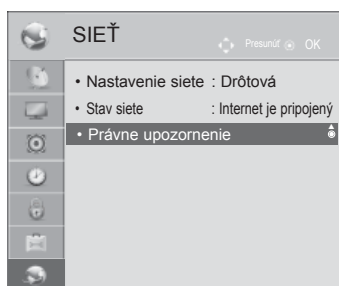 SIEŤ
Presunúť OK
• Nastavenie siete : Drôtová
• Stav siete : Internet je pripojený
• Právne upozornenie